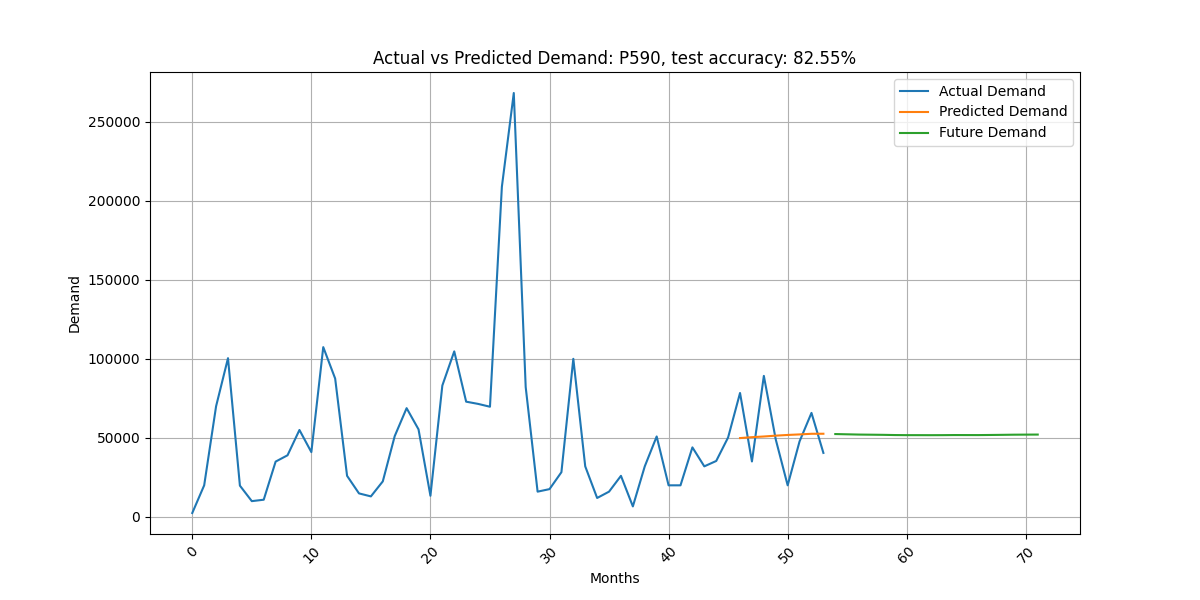 Actual vs Predicted Demand: P590, test accuracy: 82.55%
Actual Demand
Predicted Demand
Future Demand
250000
200000
150000
100000
50000
0
Demand
0 10 20 30 40 50 60 70
Months